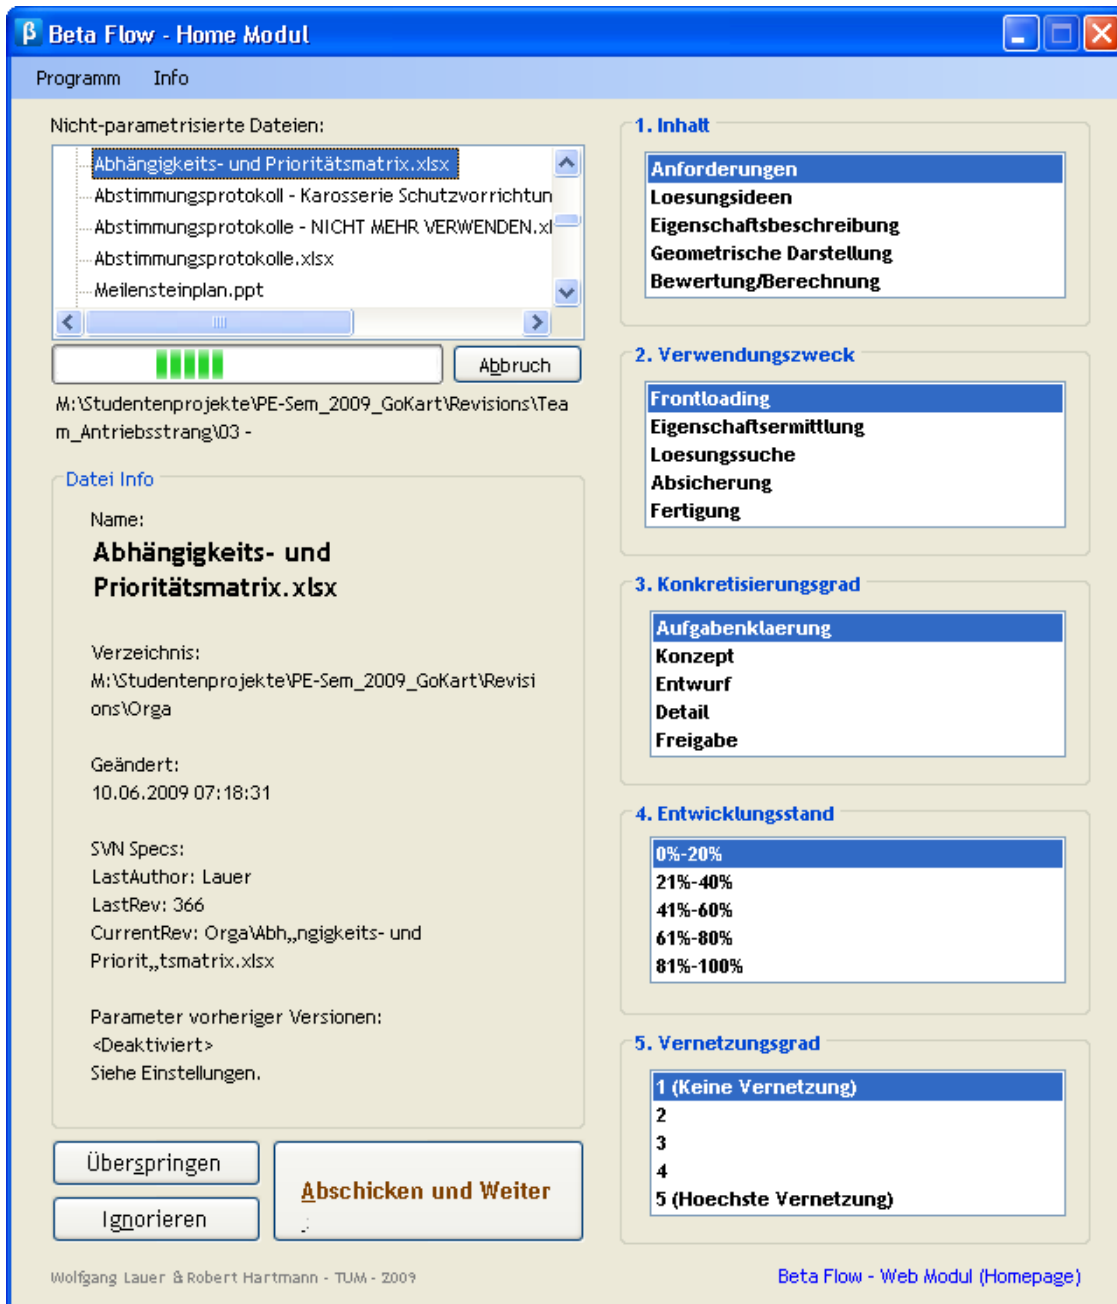 β Beta Flow - Home Modul
Programm Info
Nicht-parametrisierte Dateien:
Abhängigkeits- und Prioritätsmatrix.xlsx
Abstimmungsprotokoll - Karosserie Schutzvorrichtun
Abstimmungsprotokolle - NICHT MEHR VERWENDEN.xl
Abstimmungsprotokolle.xlsx
Meilensteinplan.ppt
Abbruch
M:\Studentenprojekte\PE-Sem_2009_GoKart\Revisions\Tea
m_Antriebsstrang\03 -
Datei Info
Name:
Abhängigkeits- und
Prioritätsmatrix.xlsx
Verzeichnis:
M:\Studentenprojekte\PE-Sem_2009_GoKart\Revisi
ons\Orga
Geändert:
10.06.2009 07:18:31
SVN Specs:
LastAuthor: Lauer
LastRev: 366
CurrentRev: Orga\Abh„ngigkeits- und
Priorit„tsmatrix.xlsx
Parameter vorheriger Versionen:
<Deaktiviert>
Siehe Einstellungen.
Überspringen
Ignorieren
Abschicken und Weiter
1. Inhalt
Anforderungen
Loesungsideen
Eigenschaftsbeschreibung
Geometrische Darstellung
Bewertung/Berechnung
2. Verwendungszweck
Frontloading
Eigenschaftsermittlung
Loesungssuche
Absicherung
Fertigung
3. Konkretisierungsgrad
Aufgabenklaerung
Konzept
Entwurf
Detail
Freigabe
4. Entwicklungsstand
0%-20%
21%-40%
41%-60%
61%-80%
81%-100%
5. Vernetzungsgrad
1 (Keine Vernetzung)
2
3
4
5 (Hoechste Vernetzung)
Wolfgang Lauer & Robert Hartmann - TUM - 2009
Beta Flow - Web Modul (Homepage)